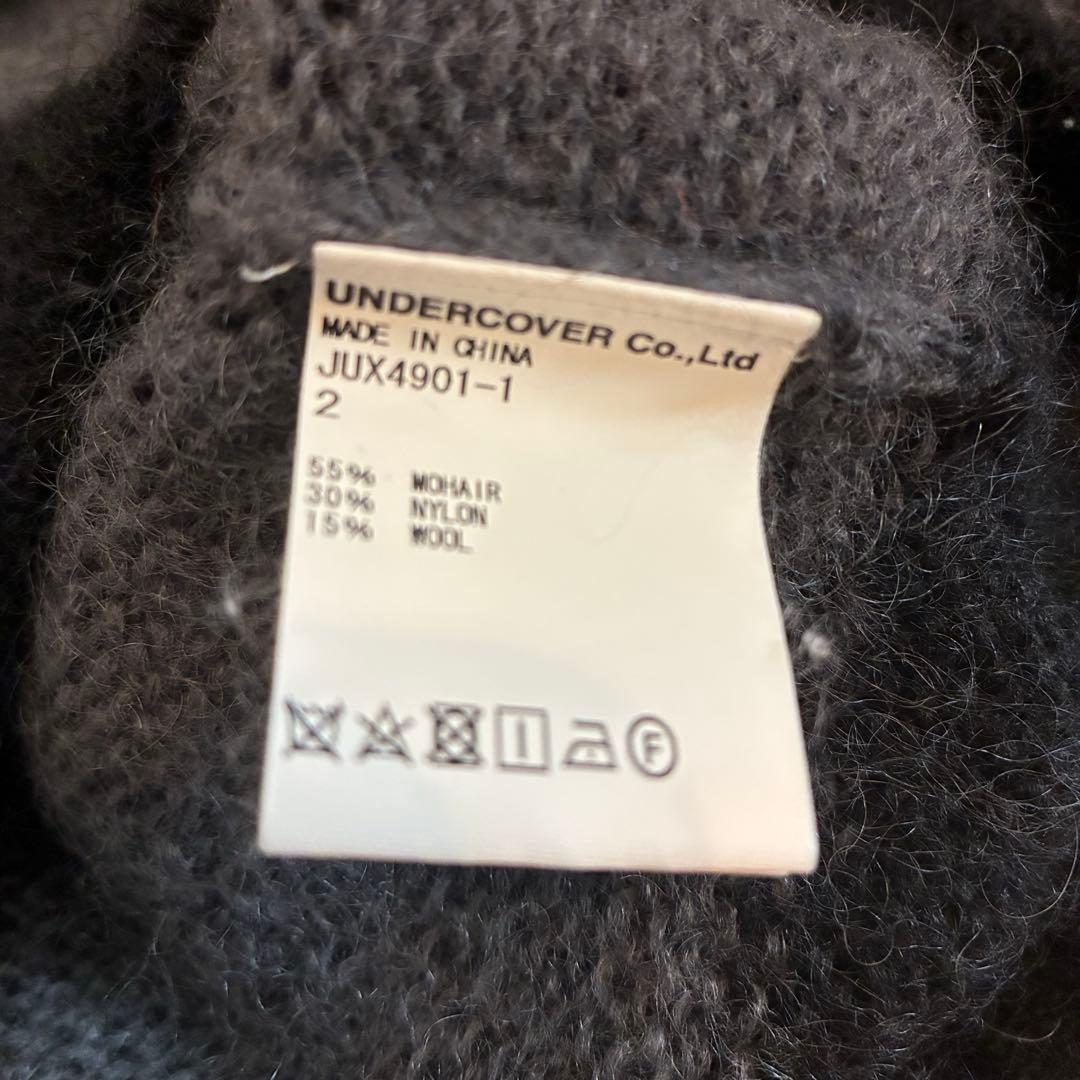 UNDERCOVER Co.,Ltd
MADE IN CHINA
JUX4901-1
2
55% MOHAIR
30% NYLON
15% WOOL
F